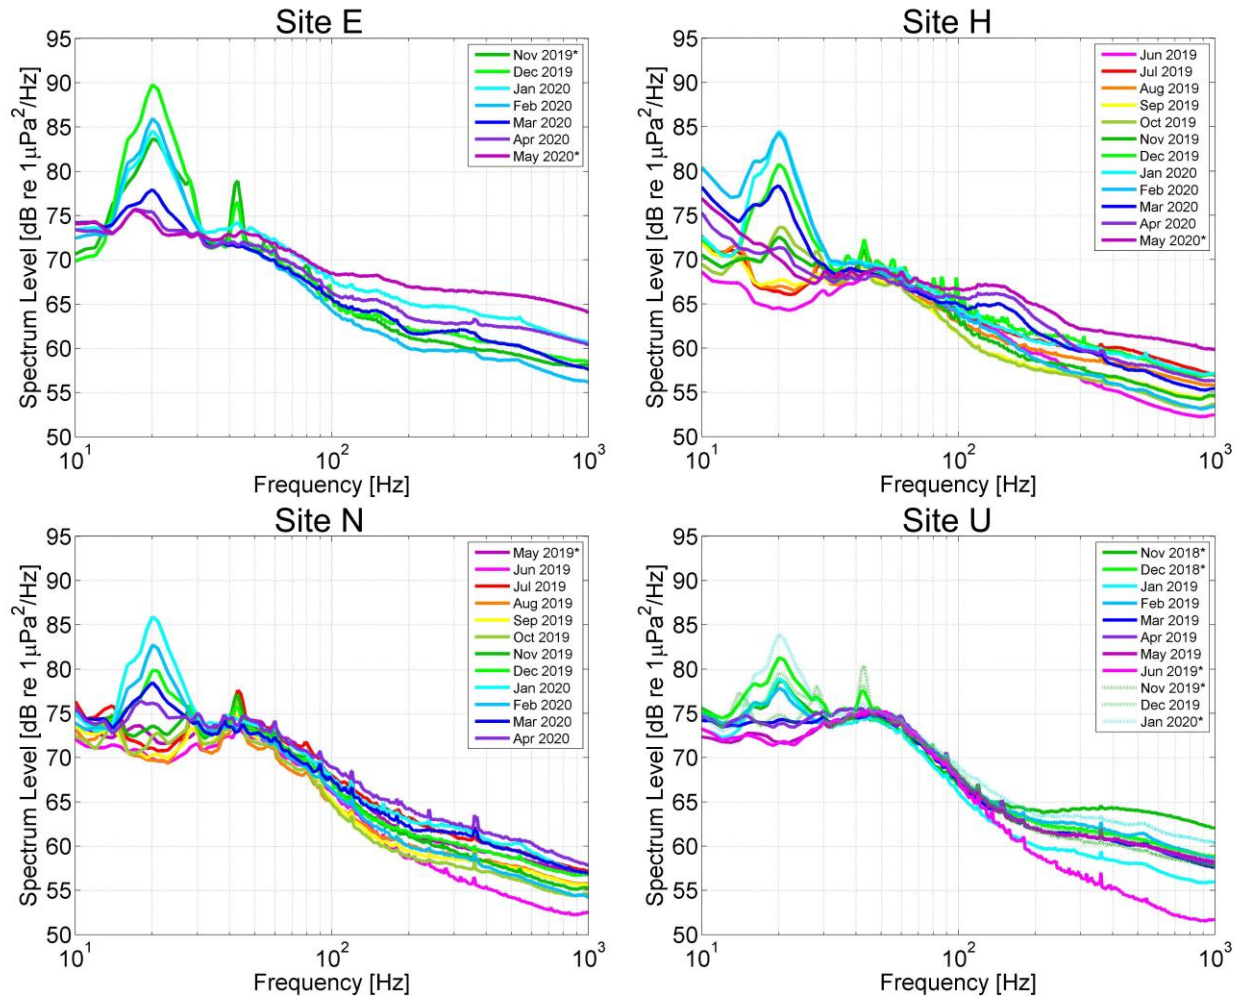 Site E
95
90
85
80
75
70
65
60
55
50
10¹
10²
10³
Spectrum Level [dB re 1µPa²/Hz]
Frequency [Hz]
Nov 2019*
Dec 2019
Jan 2020
Feb 2020
Mar 2020
Apr 2020
May 2020*
Site H
95
90
85
80
75
70
65
60
55
50
10¹
10²
10³
Spectrum Level [dB re 1µPa²/Hz]
Frequency [Hz]
Jun 2019
Jul 2019
Aug 2019
Sep 2019
Oct 2019
Nov 2019
Dec 2019
Jan 2020
Feb 2020
Mar 2020
Apr 2020
May 2020*
Site N
95
90
85
80
75
70
65
60
55
50
10¹
10²
10³
Spectrum Level [dB re 1µPa²/Hz]
Frequency [Hz]
May 2019*
Jun 2019
Jul 2019
Aug 2019
Sep 2019
Oct 2019
Nov 2019
Dec 2019
Jan 2020
Feb 2020
Mar 2020
Apr 2020
Site U
95
90
85
80
75
70
65
60
55
50
10¹
10²
10³
Spectrum Level [dB re 1µPa²/Hz]
Frequency [Hz]
Nov 2018*
Dec 2018*
Jan 2019
Feb 2019
Mar 2019
Apr 2019
May 2019
Jun 2019*
Nov 2019*
Dec 2019
Jan 2020*